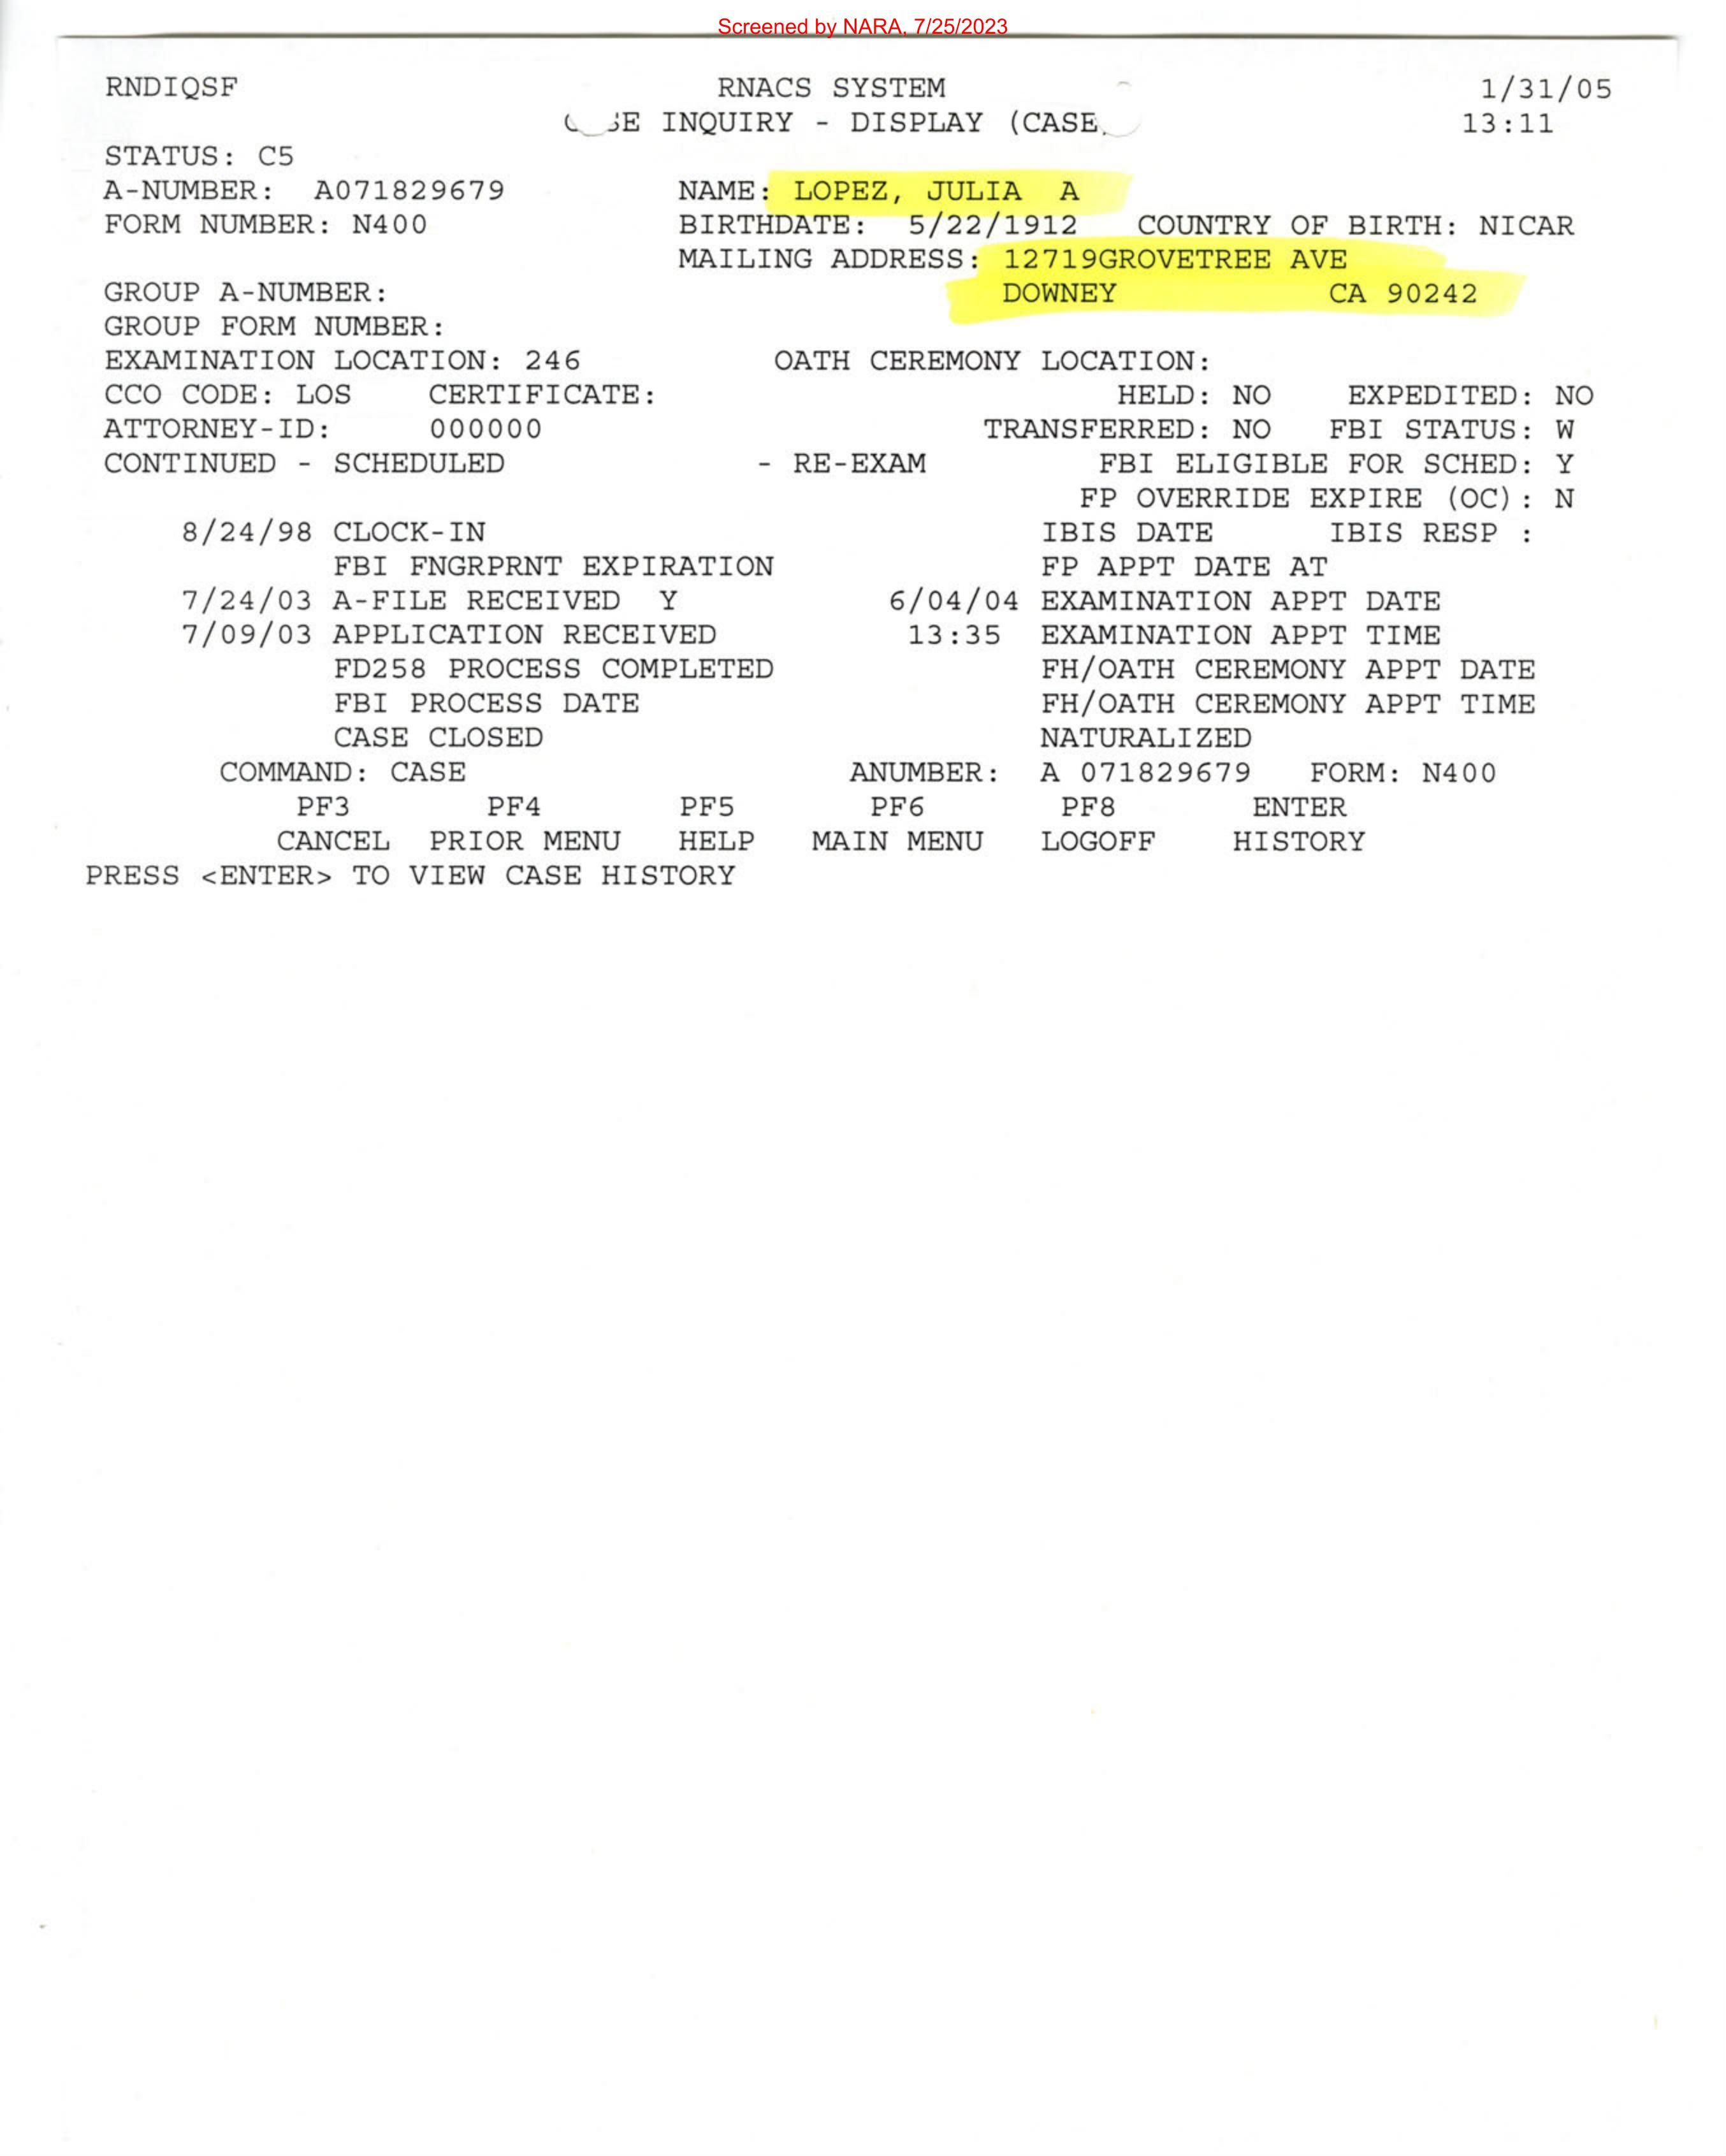 Screened by NARA, 7/25/2023
RNDIQSF RNACS SYSTEM 1/31/05
INQUIRY - DISPLAY (CASE 13:11
STATUS: C5
A-NUMBER: A071829679 NAME: LOPEZ, JULIA A
FORM NUMBER: N400 BIRTHDATE: 5/22/1912 COUNTRY OF BIRTH: NICAR
MAILING ADDRESS: 12719GROVETREE AVE
GROUP A-NUMBER: DOWNEY CA 90242
GROUP FORM NUMBER:
EXAMINATION LOCATION: 246 OATH CEREMONY LOCATION:
CCO CODE: LOS CERTIFICATE: HELD: NO EXPEDITED: NO
ATTORNEY-ID: 000000 TRANSFERRED: NO FBI STATUS: W
CONTINUED - SCHEDULED - RE-EXAM FBI ELIGIBLE FOR SCHED: Y
FP OVERRIDE EXPIRE (OC): N
8/24/98 CLOCK-IN IBIS DATE IBIS RESP :
FBI FNGRPRNT EXPIRATION FP APPT DATE AT
7/24/03 A-FILE RECEIVED Y 6/04/04 EXAMINATION APPT DATE
7/09/03 APPLICATION RECEIVED 13:35 EXAMINATION APPT TIME
FD258 PROCESS COMPLETED FH/OATH CEREMONY APPT DATE
FBI PROCESS DATE FH/OATH CEREMONY APPT TIME
CASE CLOSED NATURALIZED
COMMAND: CASE ANUMBER: A 071829679 FORM: N400
PF3 PF4 PF5 PF6 PF8 ENTER
CANCEL PRIOR MENU HELP MAIN MENU LOGOFF HISTORY
PRESS <ENTER> TO VIEW CASE HISTORY